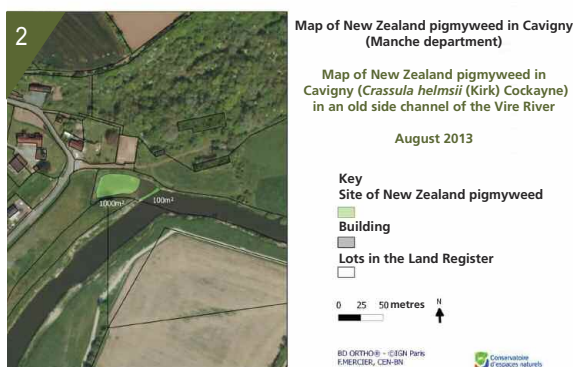 2
1000m²
100m²
Map of New Zealand pigmyweed in Cavigny
(Manche department)
Map of New Zealand pigmyweed in
Cavigny (Crassula helmsii (Kirk) Cockayne)
in an old side channel of the Vire River
August 2013
Key
Site of New Zealand pigmyweed
Building
Lots in the Land Register
0 25 50 metres N
BD ORTHO® - ©IGN Paris
F.MERCIER, CEN-BN
Conservatoire
d'espaces naturels